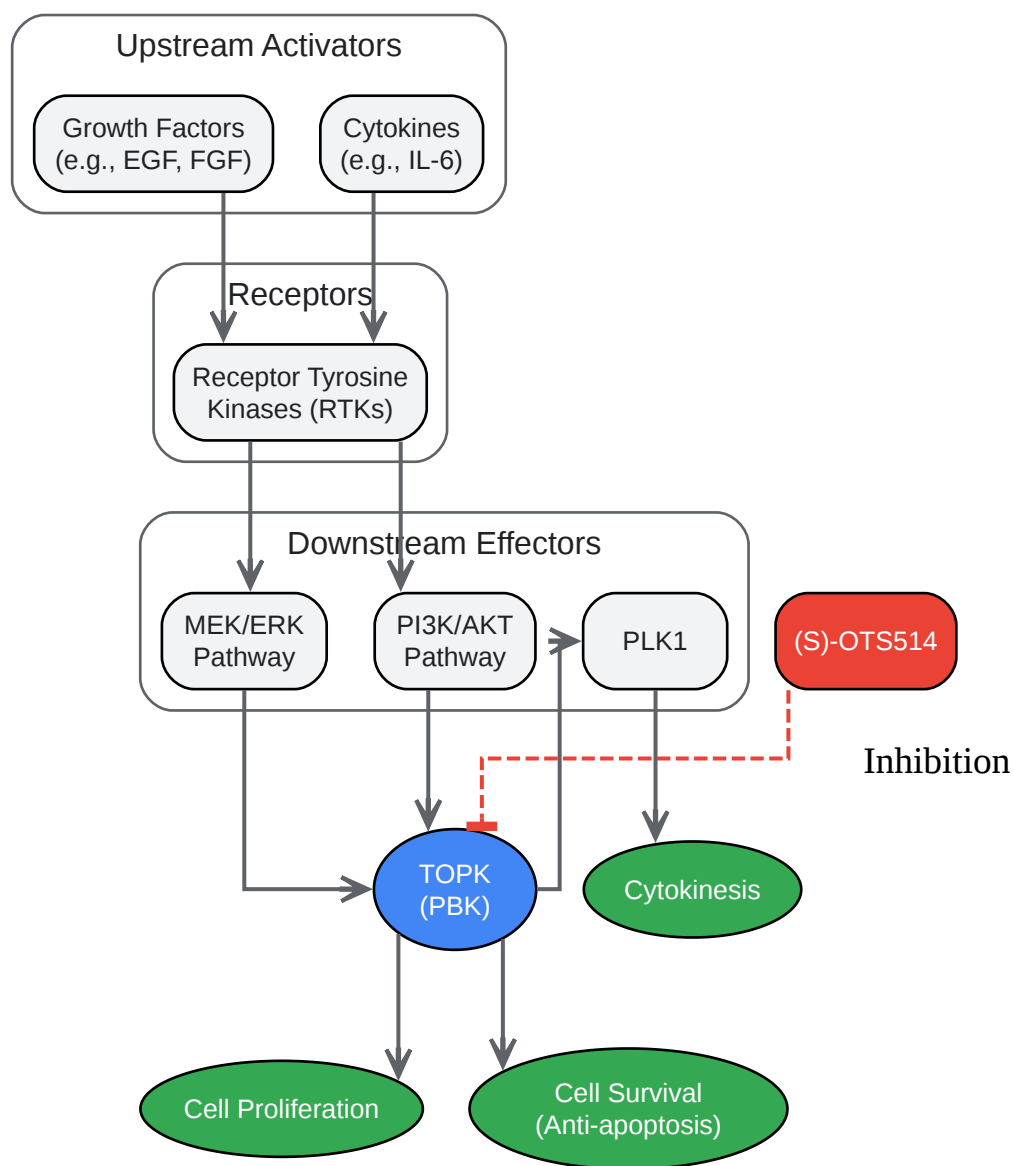 Upstream Activators
Growth Factors
(e.g., EGF, FGF)
Cytokines
(e.g., IL-6)
Receptors
Receptor Tyrosine
Kinases (RTKs)
Downstream Effectors
MEK/ERK
Pathway
PI3K/AKT
Pathway
PLK1
(S)-OTS514
Inhibition
TOPK
(PBK)
Cytokinesis
Cell Proliferation
Cell Survival
(Anti-apoptosis)